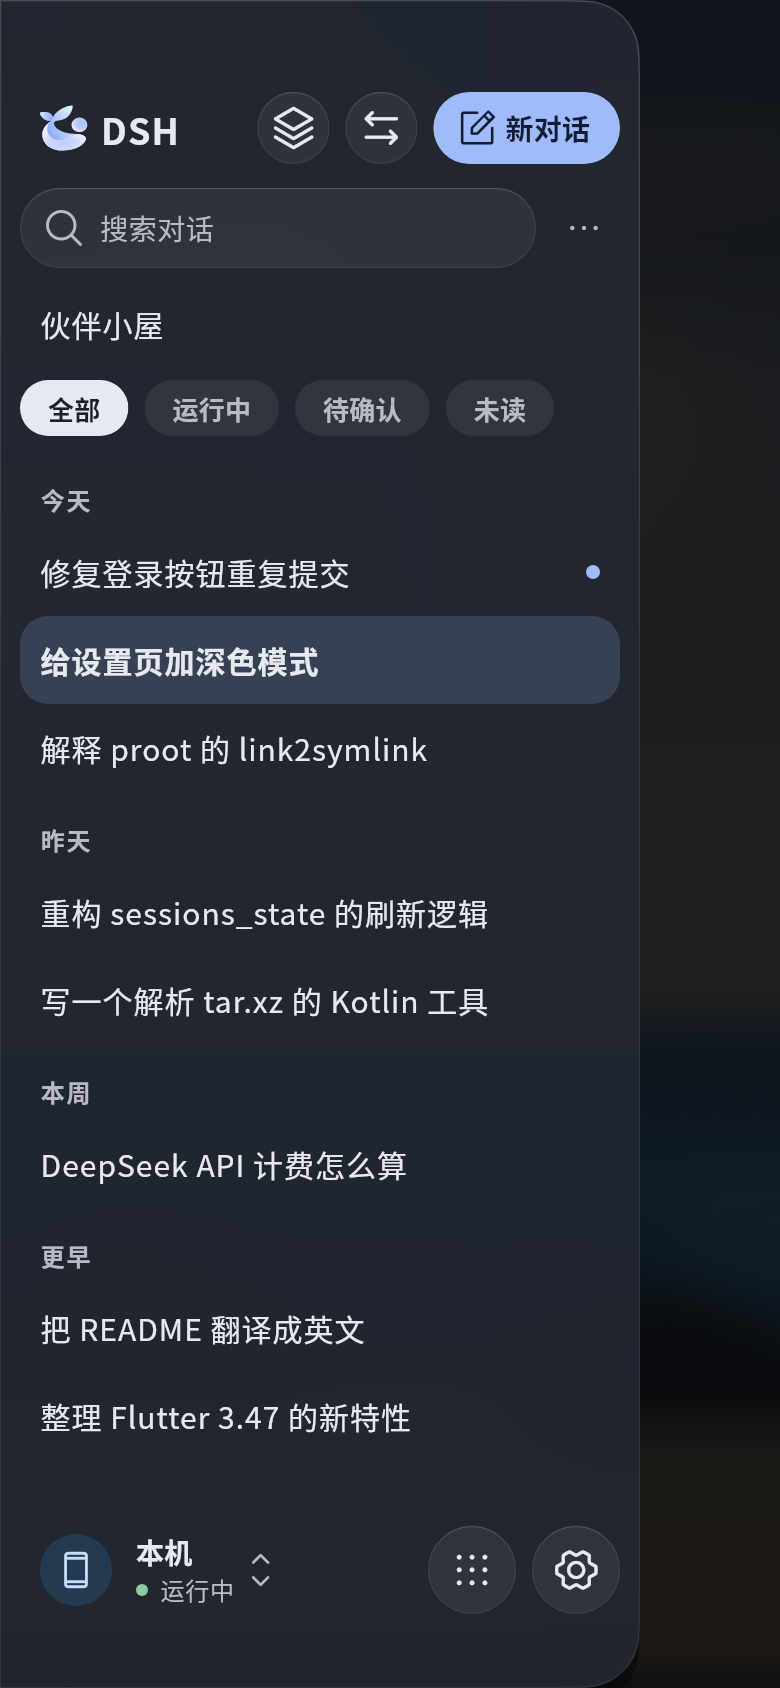 DSH
新对话
搜索对话
伙伴小屋
全部 运行中 待确认 未读
今天
修复登录按钮重复提交
给设置页加深色模式
解释 proot 的 link2symlink
昨天
重构 sessions_state 的刷新逻辑
写一个解析 tar.xz 的 Kotlin 工具
本周
DeepSeek API 计费怎么算
更早
把 README 翻译成英文
整理 Flutter 3.47 的新特性
本机
运行中